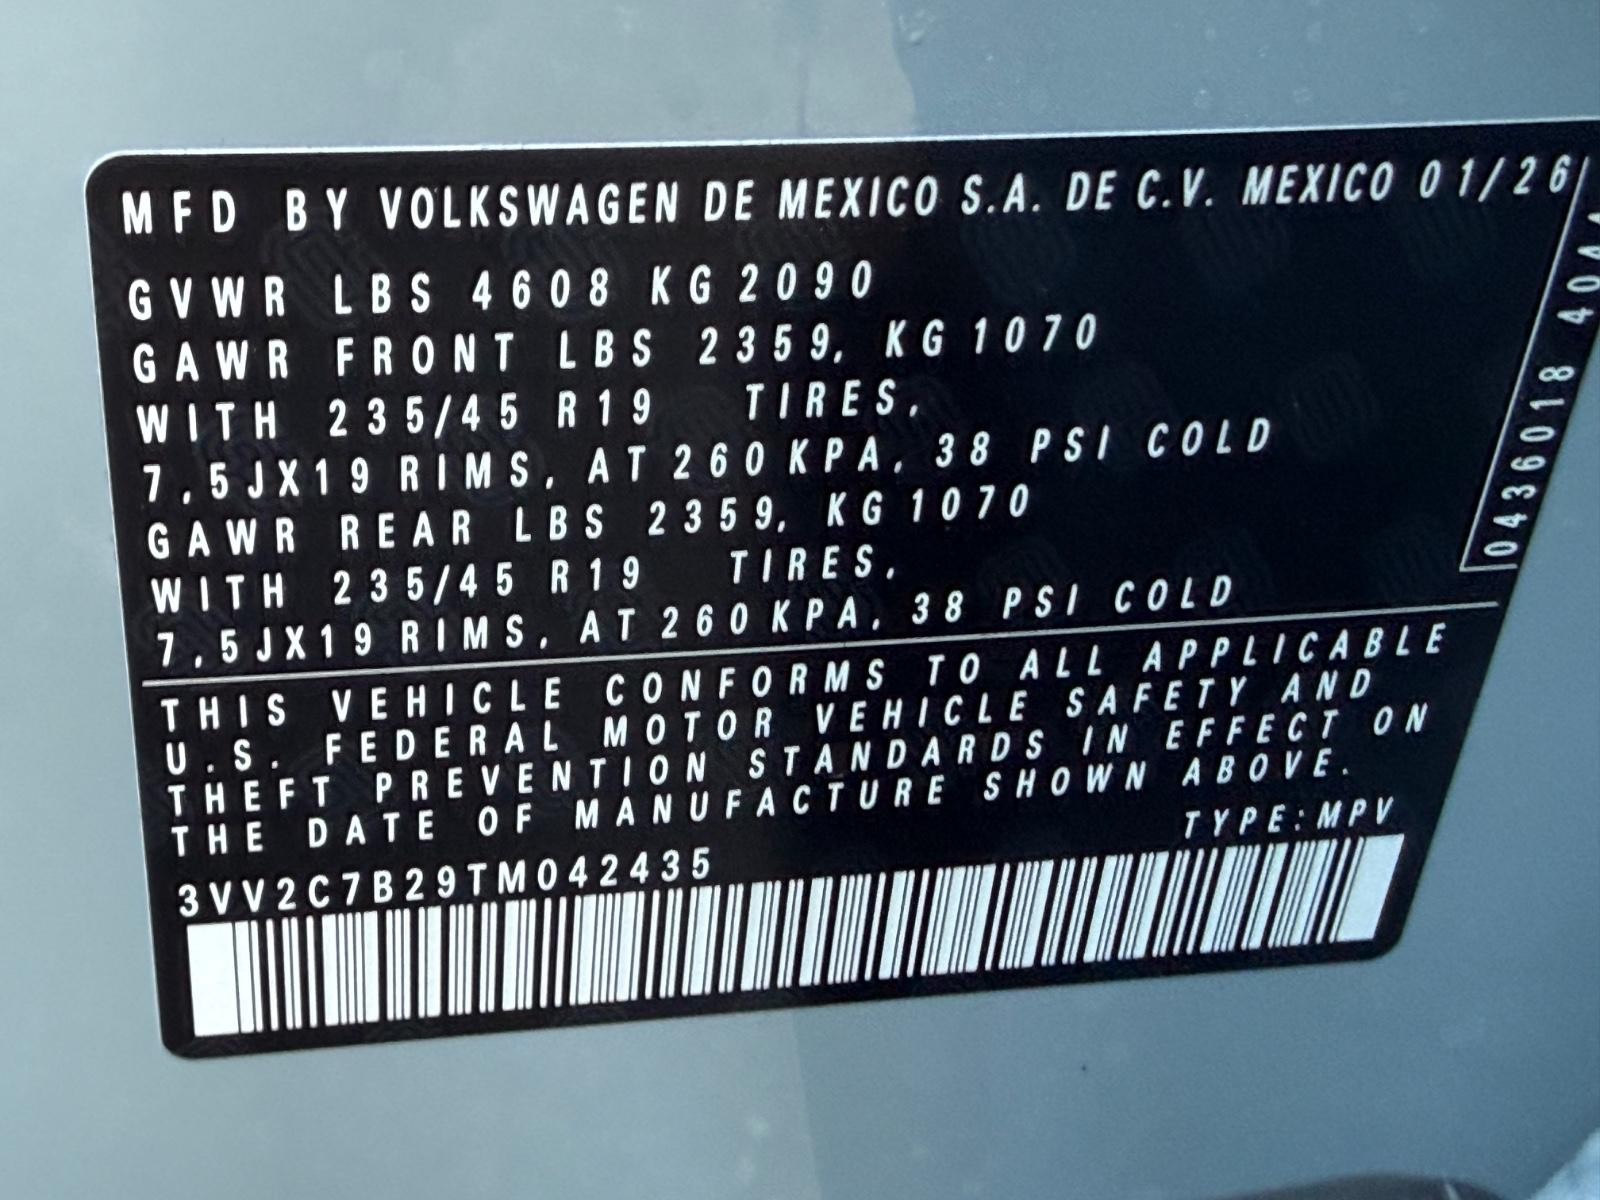 MFD BY VOLKSWAGEN DE MEXICO S.A. DE C.V. MEXICO 01/26
GVWR LBS 4608 KG 2090
GAWR FRONT LBS 2359, KG 1070
WITH 235/45 R19 TIRES,
7,5JX19 RIMS, AT 260 KPA, 38 PSI COLD
GAWR REAR LBS 2359, KG 1070
WITH 235/45 R19 TIRES,
7,5JX19 RIMS, AT 260 KPA, 38 PSI COLD
THIS VEHICLE CONFORMS TO ALL APPLICABLE
U.S. FEDERAL MOTOR VEHICLE SAFETY AND
THEFT PREVENTION STANDARDS IN EFFECT ON
THE DATE OF MANUFACTURE SHOWN ABOVE.
TYPE:MPV
3VV2C7B29TM042435
0436018